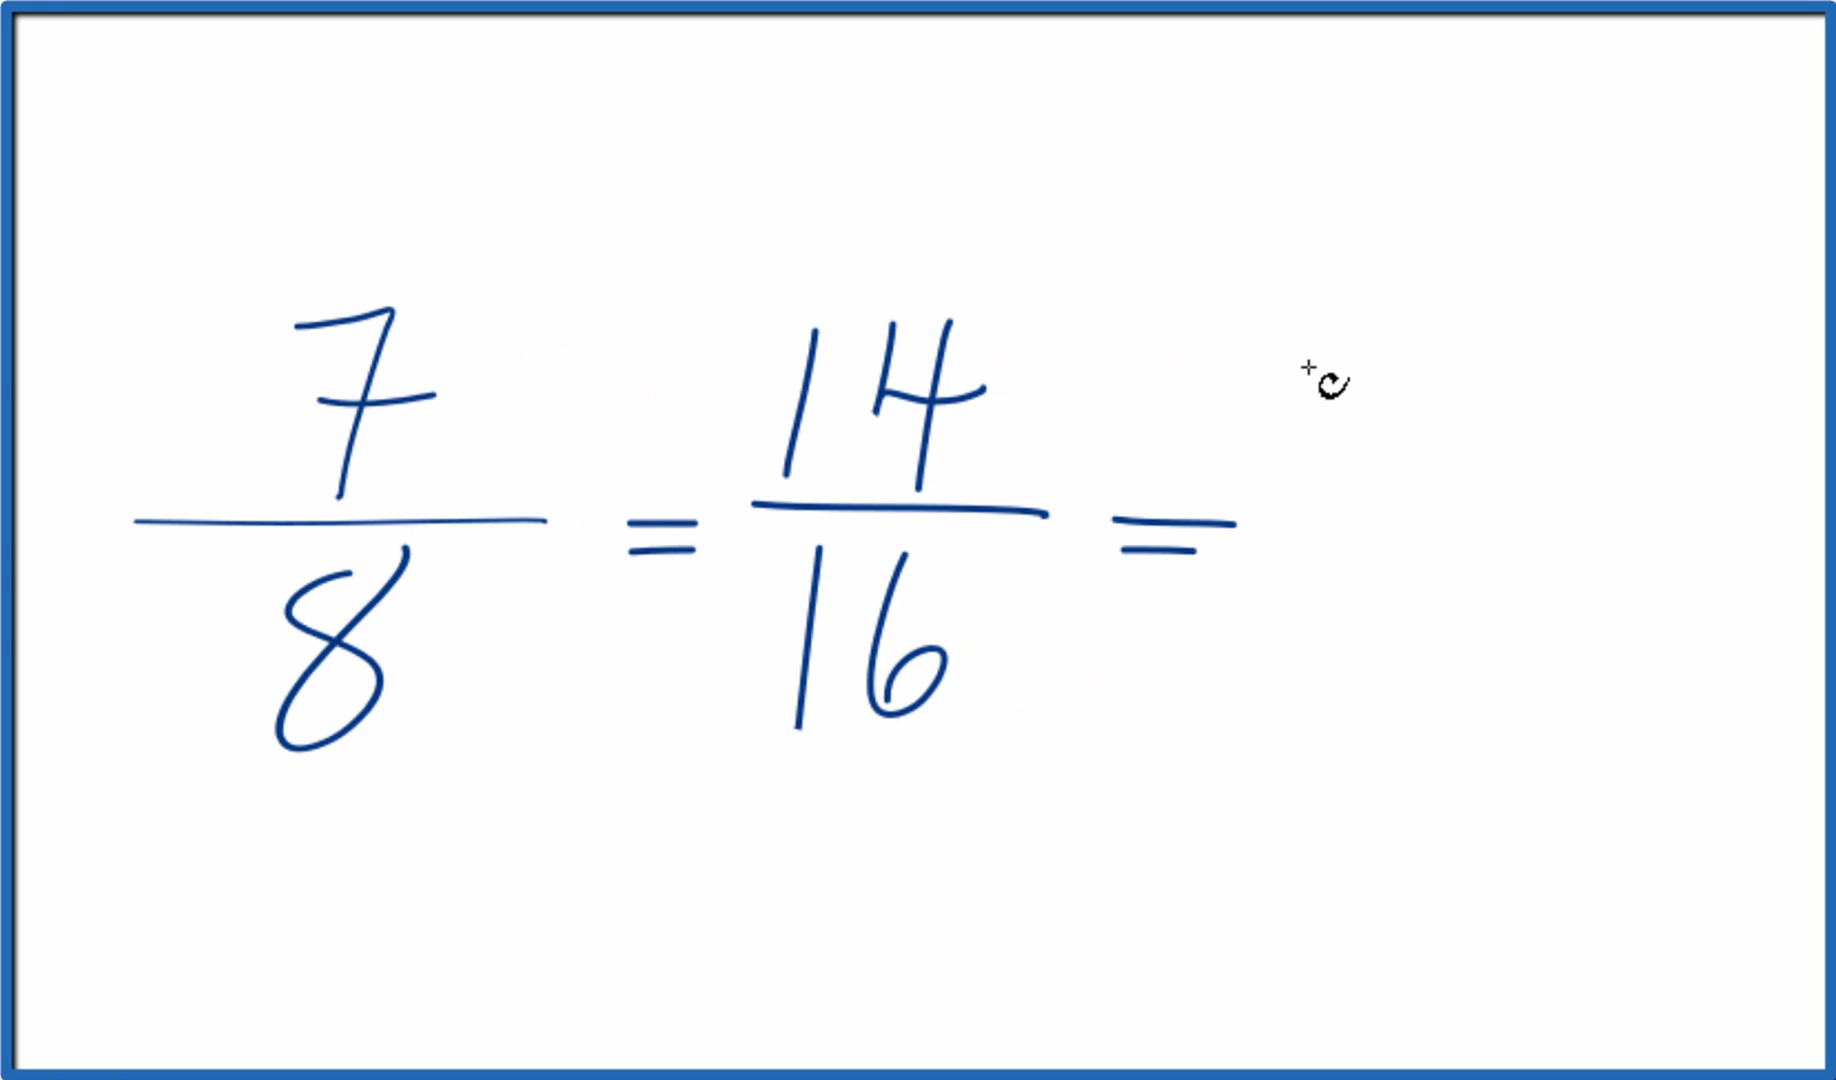 7/8 = 14/16 =